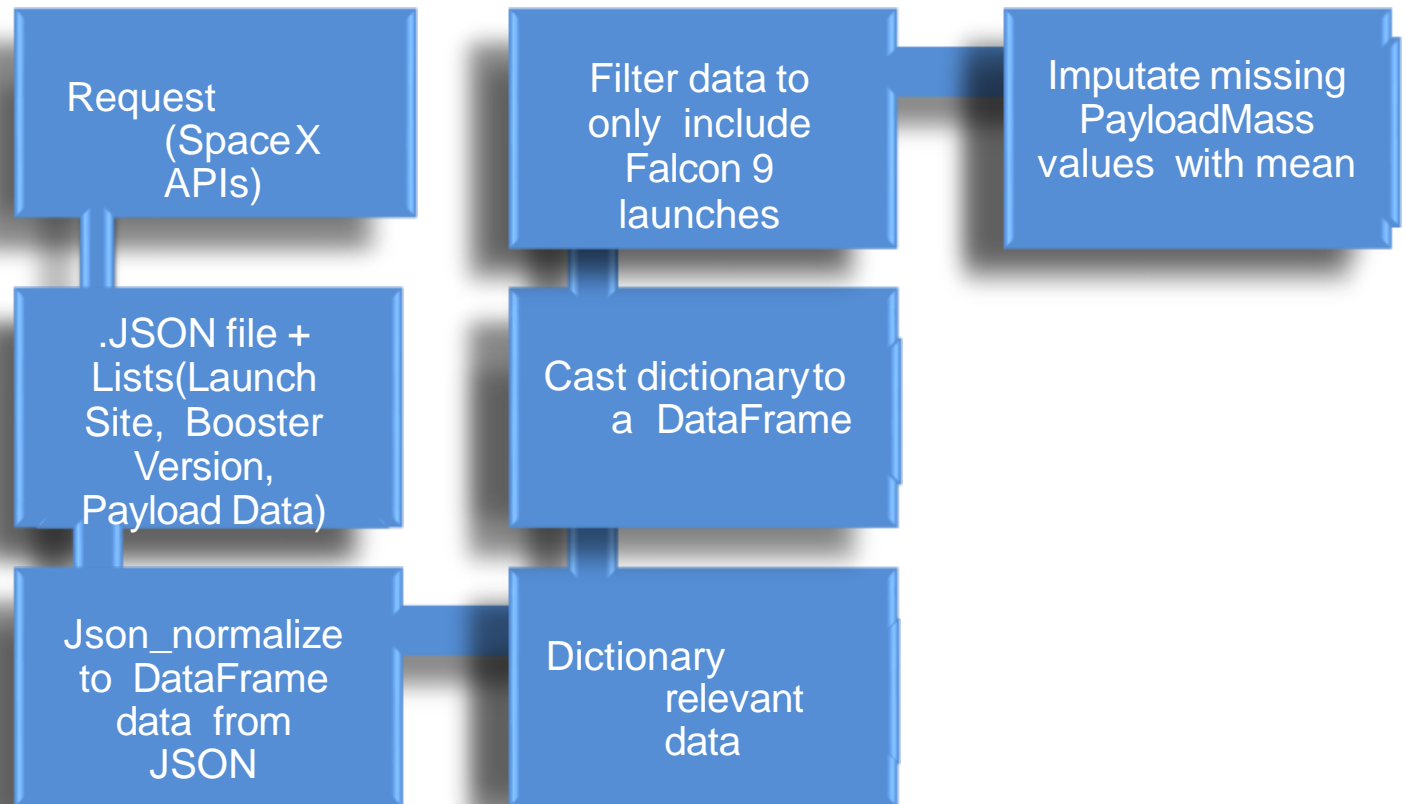 Request
(Space X
APIs)
.JSON file +
Lists(Launch
Site, Booster
Version,
Payload Data)
Json_normalize
to DataFrame
data from
JSON
Dictionary
relevant
data
Cast dictionary to
a DataFrame
Filter data to
only include
Falcon 9
launches
Imputate missing
PayloadMass
values with mean